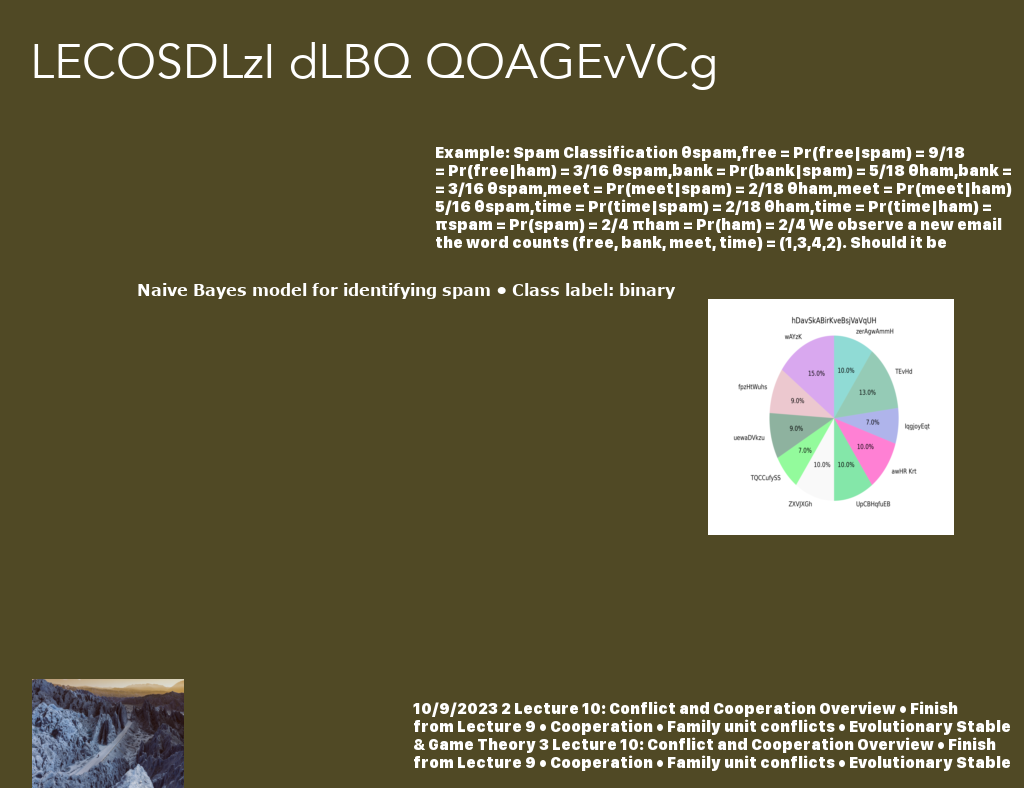 LECOSDLzI dLBQ QOAGEvVCg
Example: Spam Classification θspam,free = Pr(free|spam) = 9/18
= Pr(free|ham) = 3/16 θspam,bank = Pr(bank|spam) = 5/18 θham,bank =
= 3/16 θspam,meet = Pr(meet|spam) = 2/18 θham,meet = Pr(meet|ham)
5/16 θspam,time = Pr(time|spam) = 2/18 θham,time = Pr(time|ham) =
πspam = Pr(spam) = 2/4 πham = Pr(ham) = 2/4 We observe a new email
the word counts (free, bank, meet, time) = (1,3,4,2). Should it be
Naive Bayes model for identifying spam • Class label: binary
hDavSkABirKveBsjVaVqUH
zerAgwAmmH
wAYzK
10.0%
15.0%
TEvHd
fpzHtWuhs
13.0%
9.0%
7.0%
IqgjoyEqt
9.0%
uewaDVkzu
10.0%
7.0%
awHR Krt
10.0%
10.0%
TQCCufySS
ZXVJXGh
UpCBHqfuEB
10/9/2023 2 Lecture 10: Conflict and Cooperation Overview • Finish
from Lecture 9 • Cooperation • Family unit conflicts • Evolutionary Stable
& Game Theory 3 Lecture 10: Conflict and Cooperation Overview • Finish
from Lecture 9 • Cooperation • Family unit conflicts • Evolutionary Stable